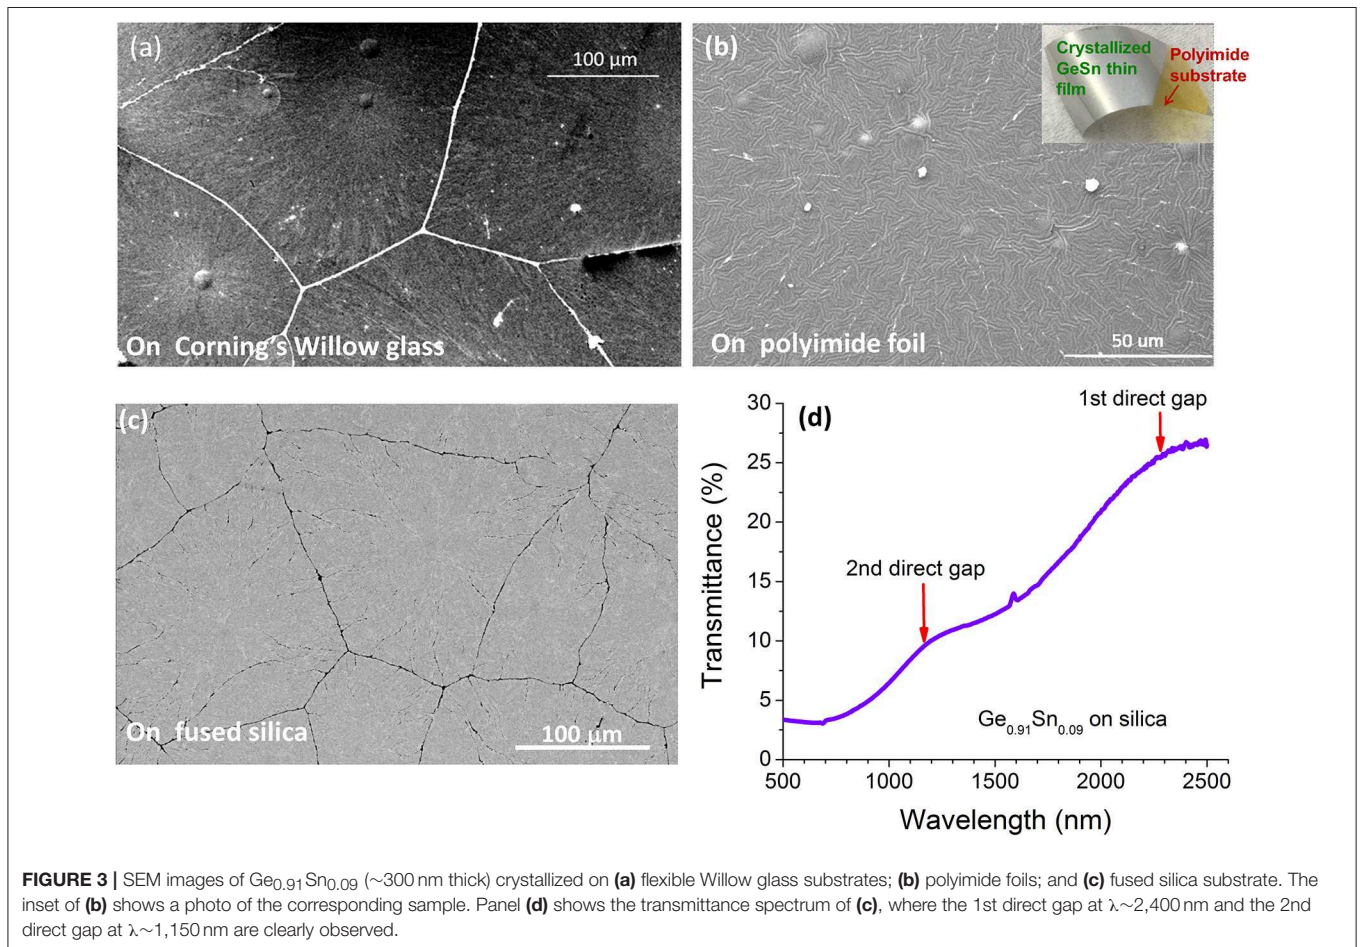 (a)
100 μm
On Corning's Willow glass
(b)
Crystallized
GeSn thin
film
Polyimide
substrate
On polyimide foil
50 um
(c)
On fused silica
100 μm
(d)
1st direct gap
2nd direct gap
Ge0.91Sn0.09 on silica
Transmittance (%)
30
25
20
15
10
5
0
500
1000
1500
2000
2500
Wavelength (nm)
FIGURE 3 | SEM images of Ge0.91Sn0.09 (∼300 nm thick) crystallized on (a) flexible Willow glass substrates; (b) polyimide foils; and (c) fused silica substrate. The
inset of (b) shows a photo of the corresponding sample. Panel (d) shows the transmittance spectrum of (c), where the 1st direct gap at λ∼2,400 nm and the 2nd
direct gap at λ∼1,150 nm are clearly observed.